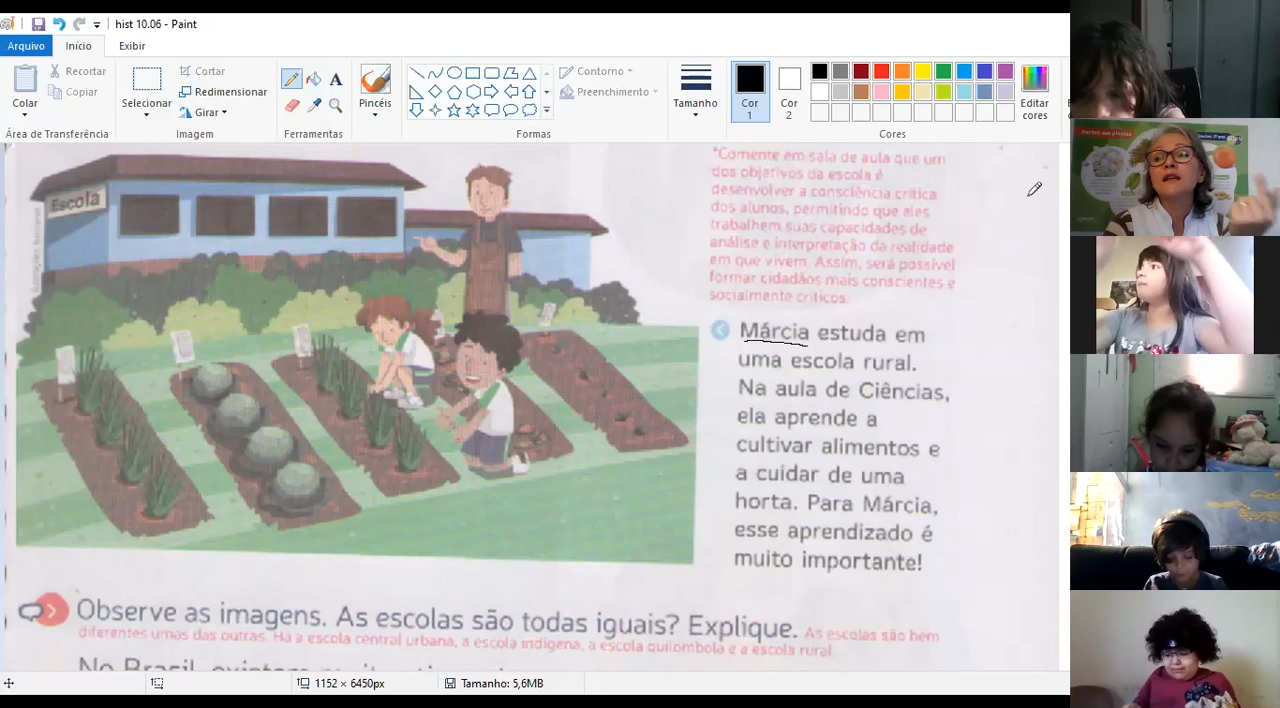 hist 10.06 - Paint
Arquivo
Início
Exibir
Colar
Recortar
Copiar
Área de Transferência
Selecionar
Cortar
Redimensionar
Girar
Imagem
A
Ferramentas
Pincéis
Contorno
Preenchimento
Formas
Tamanho
Cor
1
Cor
2
Editar
cores
Cores
Escola
*Comente em sala de aula que um
dos objetivos da escola é
desenvolver a consciência crítica
dos alunos, permitindo que eles
trabalhem suas capacidades de
análise e interpretação da realidade
em que vivem. Assim, será possível
formar cidadãos mais conscientes e
socialmente críticos.
Márcia estuda em
uma escola rural.
Na aula de Ciências,
ela aprende a
cultivar alimentos e
a cuidar de uma
horta. Para Márcia,
esse aprendizado é
muito importante!
Observe as imagens. As escolas são todas iguais? Explique. As escolas são bem
diferentes umas das outras. Há a escola central urbana, a escola indígena, a escola quilombola e a escola rural.
No Brasil, existem
1152 × 6450px
Tamanho: 5,6MB
Partes das plantas